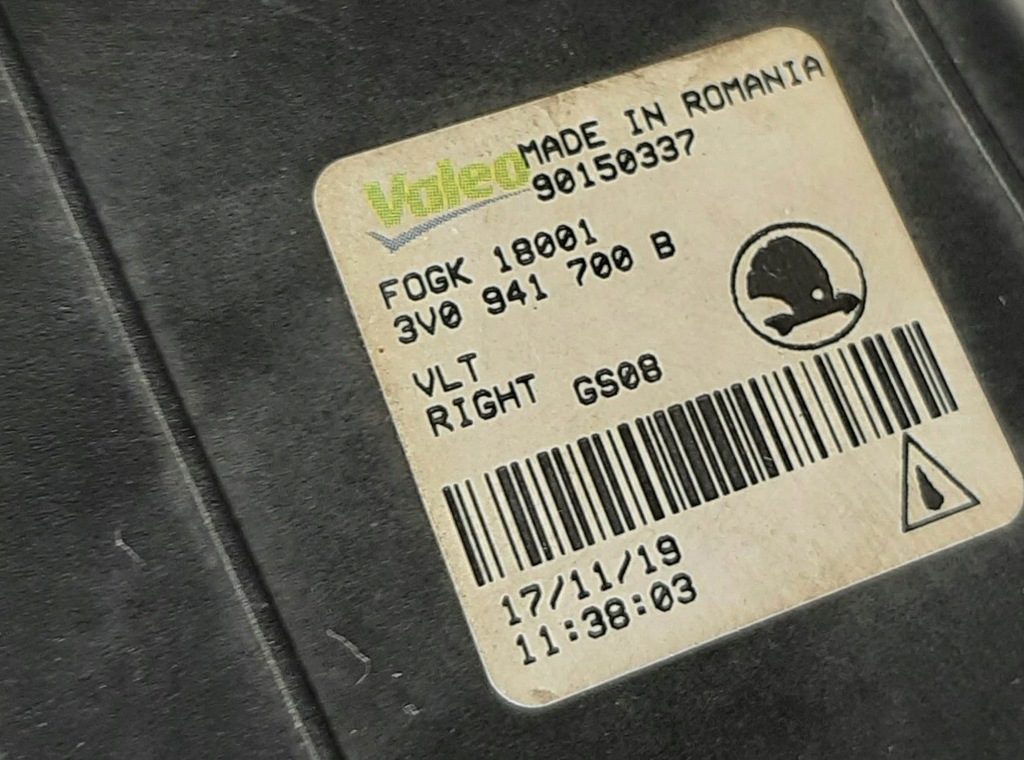 Valeo MADE IN ROMANIA
90150337
FOGK 18001
3V0 941 700 B
VLT
RIGHT GS08
17/11/19
11:38:03